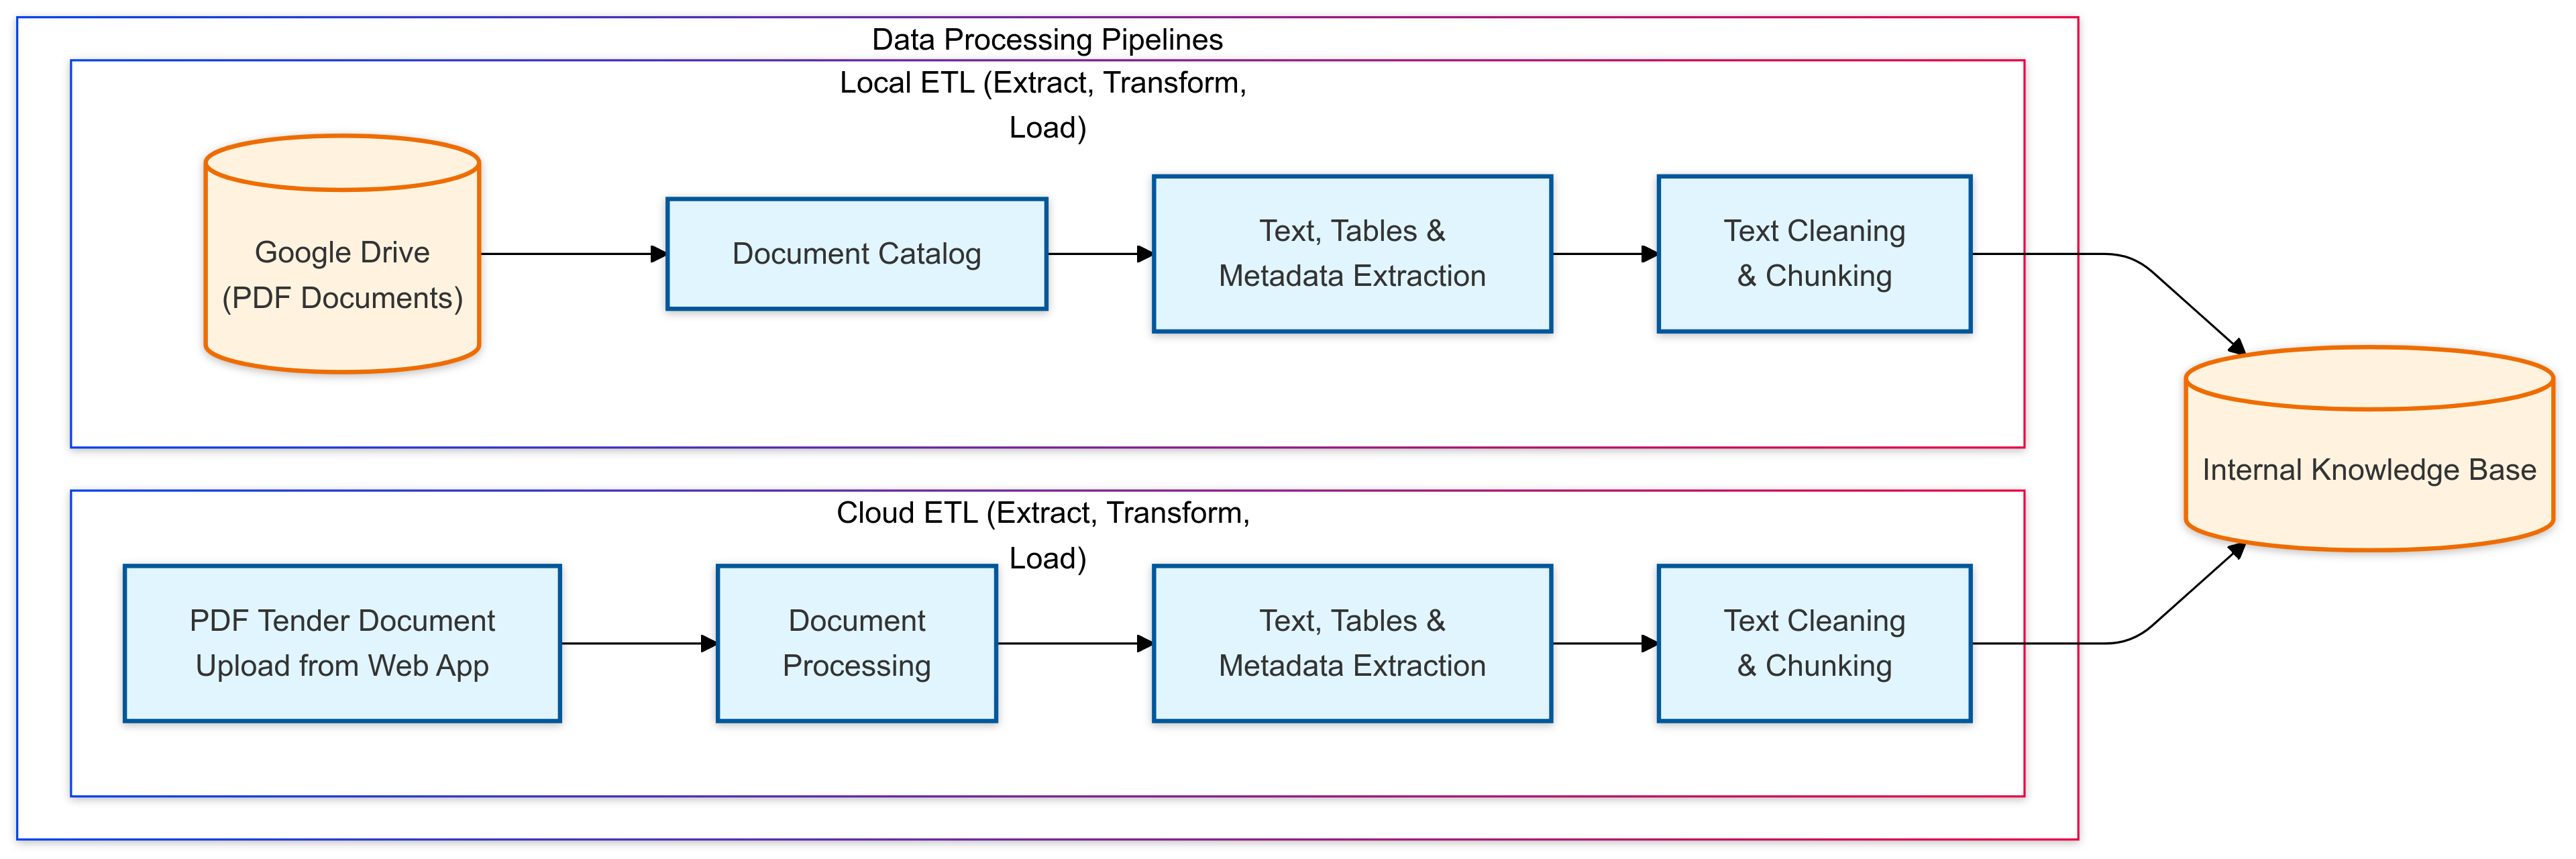 Data Processing Pipelines
Local ETL (Extract, Transform,
Load)
Google Drive
(PDF Documents)
Document Catalog
Text, Tables &
Metadata Extraction
Text Cleaning
& Chunking
Internal Knowledge Base
Cloud ETL (Extract, Transform,
Load)
PDF Tender Document
Upload from Web App
Document
Processing
Text, Tables &
Metadata Extraction
Text Cleaning
& Chunking